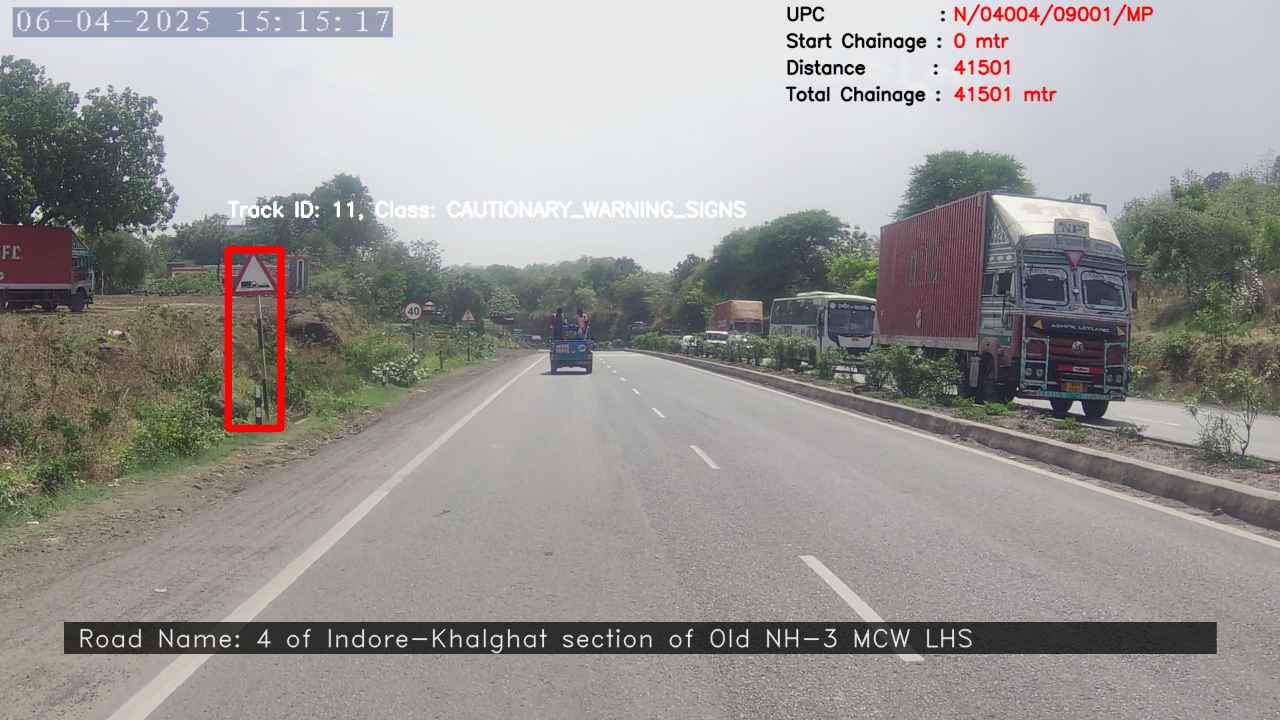 06-04-2025 15:15:17
UPC : N/04004/09001/MP
Start Chainage : 0 mtr
Distance : 41501
Total Chainage : 41501 mtr
Track ID: 11, Class: CAUTIONARY_WARNING_SIGNS
40
ASHOK LEYLAND
Road Name: 4 of Indore-Khalghat section of Old NH-3 MCW LHS